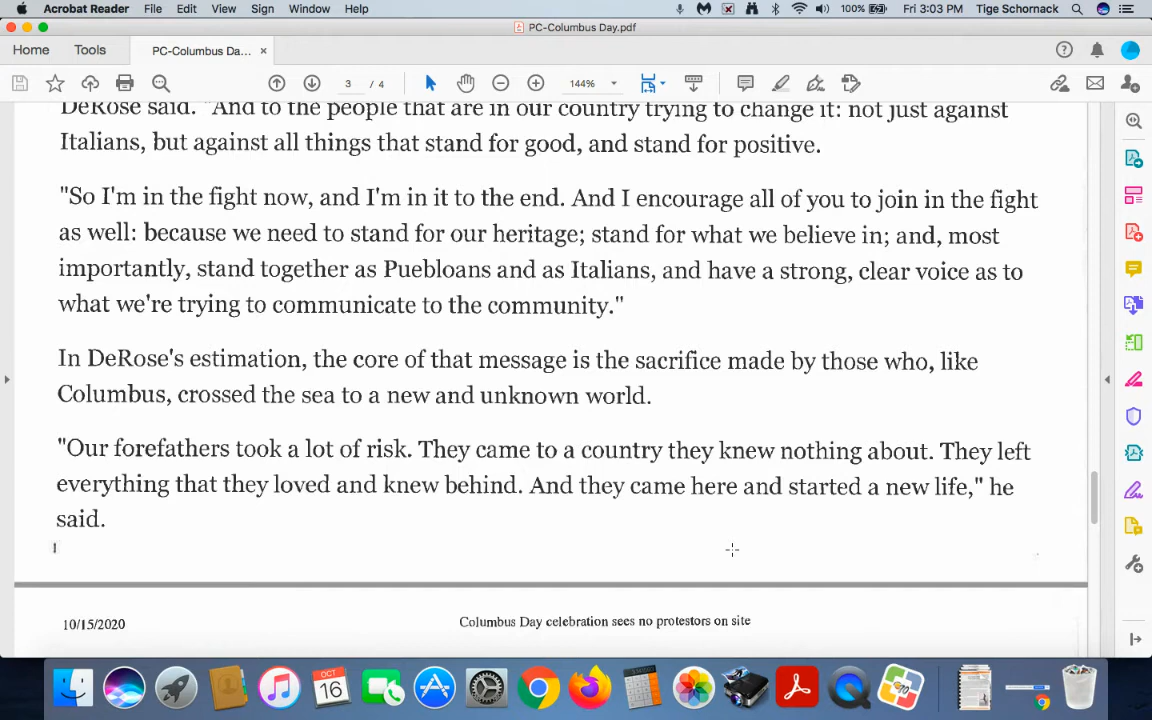 Acrobat Reader File Edit View Sign Window Help 100% Fri 3:03 PM Tige Schornack
PC-Columbus Day.pdf
Home Tools PC-Columbus Da... ×
3 / 4 144%
DeRose said. "And to the people that are in our country trying to change it: not just against
Italians, but against all things that stand for good, and stand for positive.
"So I'm in the fight now, and I'm in it to the end. And I encourage all of you to join in the fight
as well: because we need to stand for our heritage; stand for what we believe in; and, most
importantly, stand together as Puebloans and as Italians, and have a strong, clear voice as to
what we're trying to communicate to the community."
In DeRose's estimation, the core of that message is the sacrifice made by those who, like
Columbus, crossed the sea to a new and unknown world.
"Our forefathers took a lot of risk. They came to a country they knew nothing about. They left
everything that they loved and knew behind. And they came here and started a new life," he
said.
10/15/2020 Columbus Day celebration sees no protestors on site
OCT
16